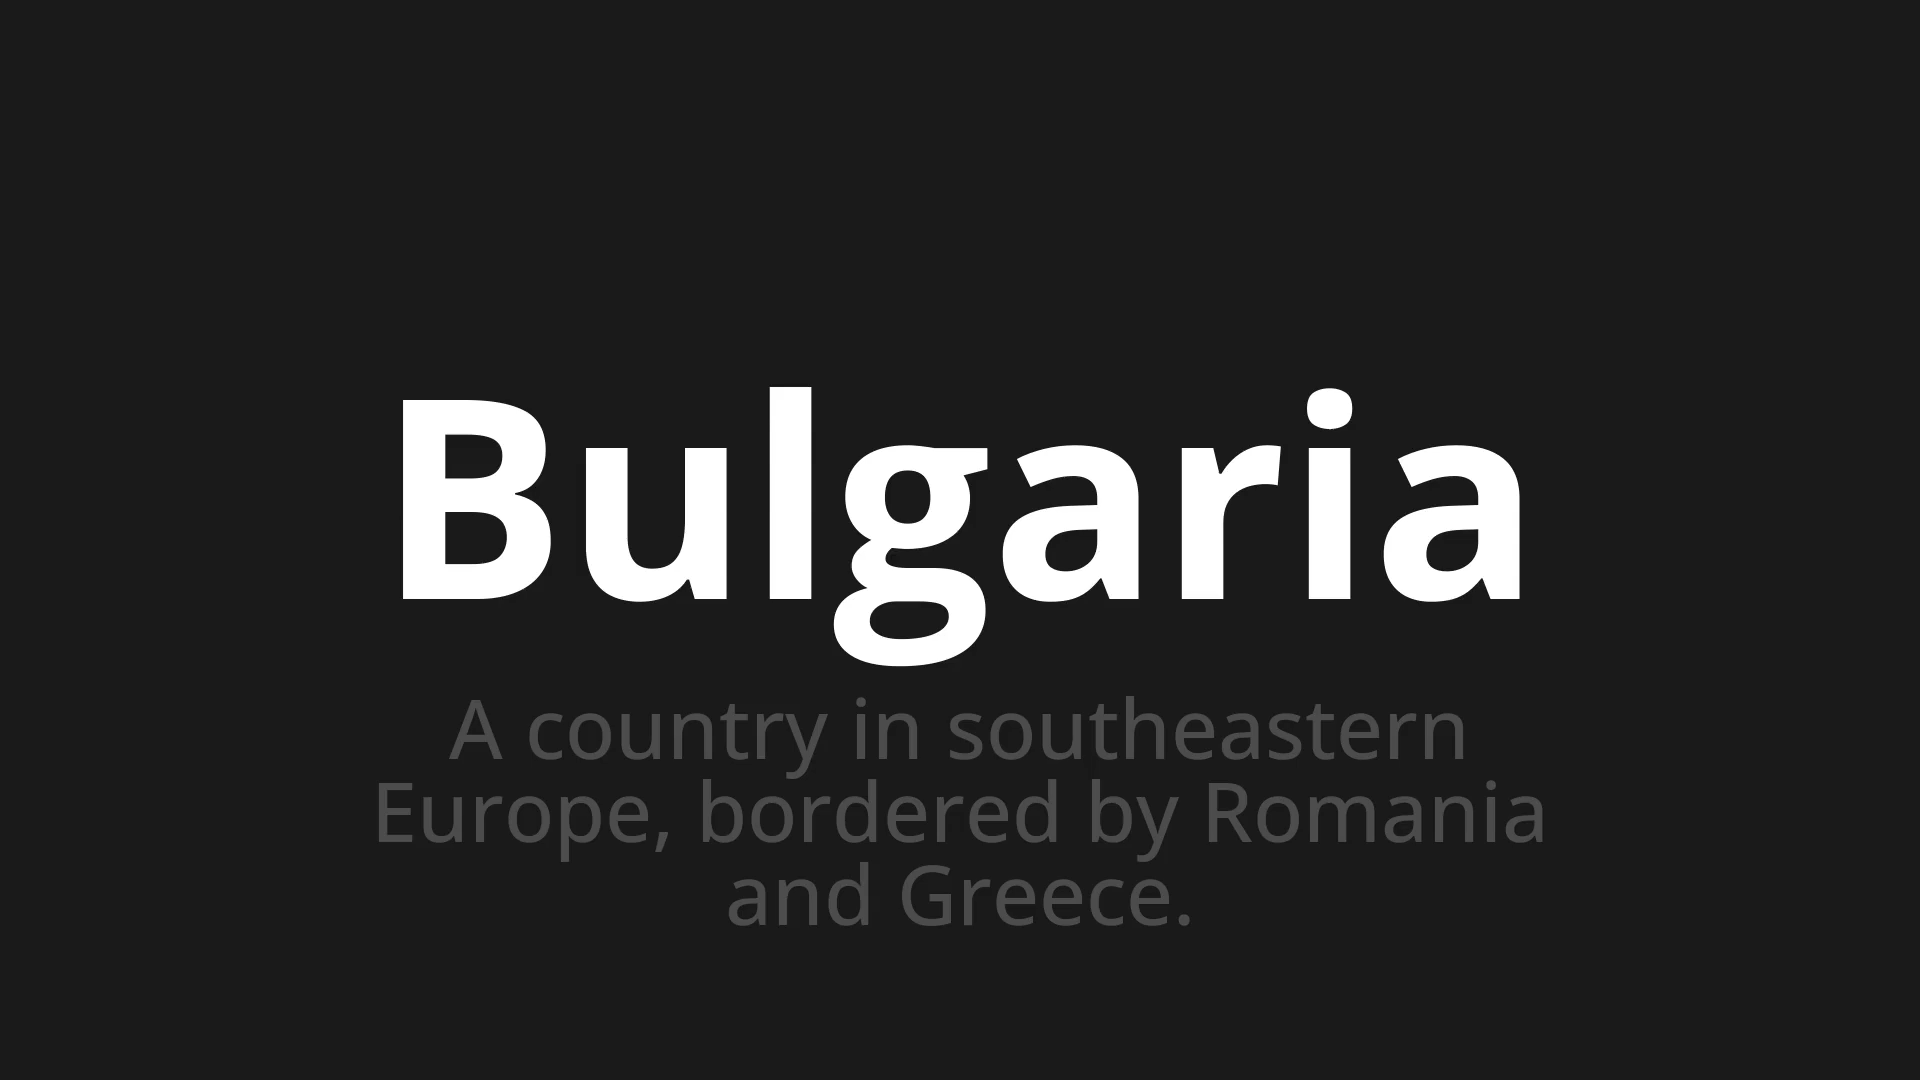 Bulgaria
A country in southeastern
Europe, bordered by Romania
and Greece.